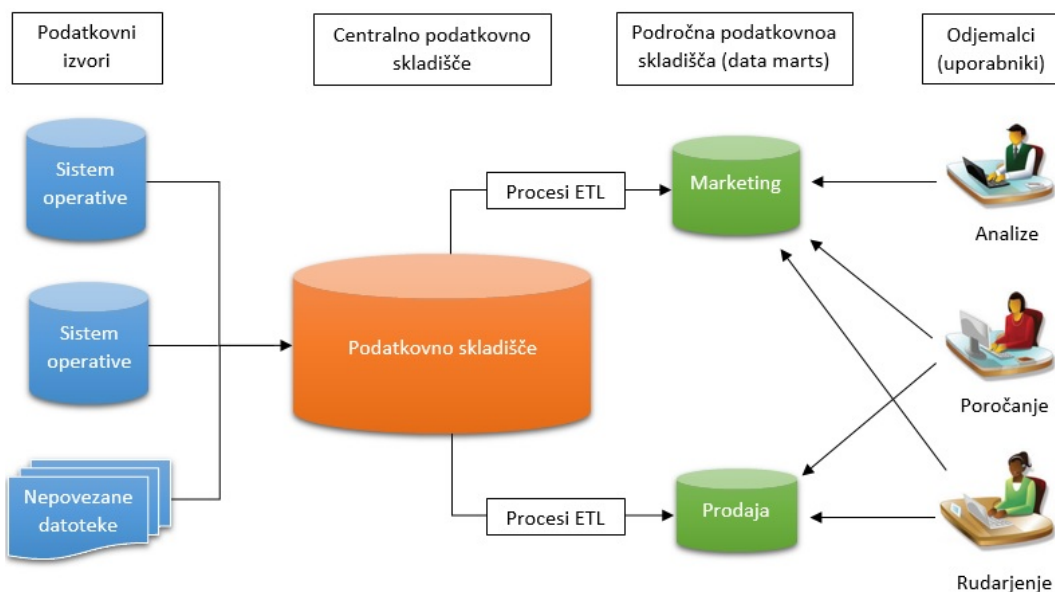 Podatkovni
izvori
Centralno podatkovno
skladišče
Področna podatkovnoa
skladišča (data marts)
Odjemalci
(uporabniki)
Sistem
operative
Sistem
operative
Nepovezane
datoteke
Podatkovno skladišče
Procesi ETL
Procesi ETL
Marketing
Prodaja
Analize
Poročanje
Rudarjenje